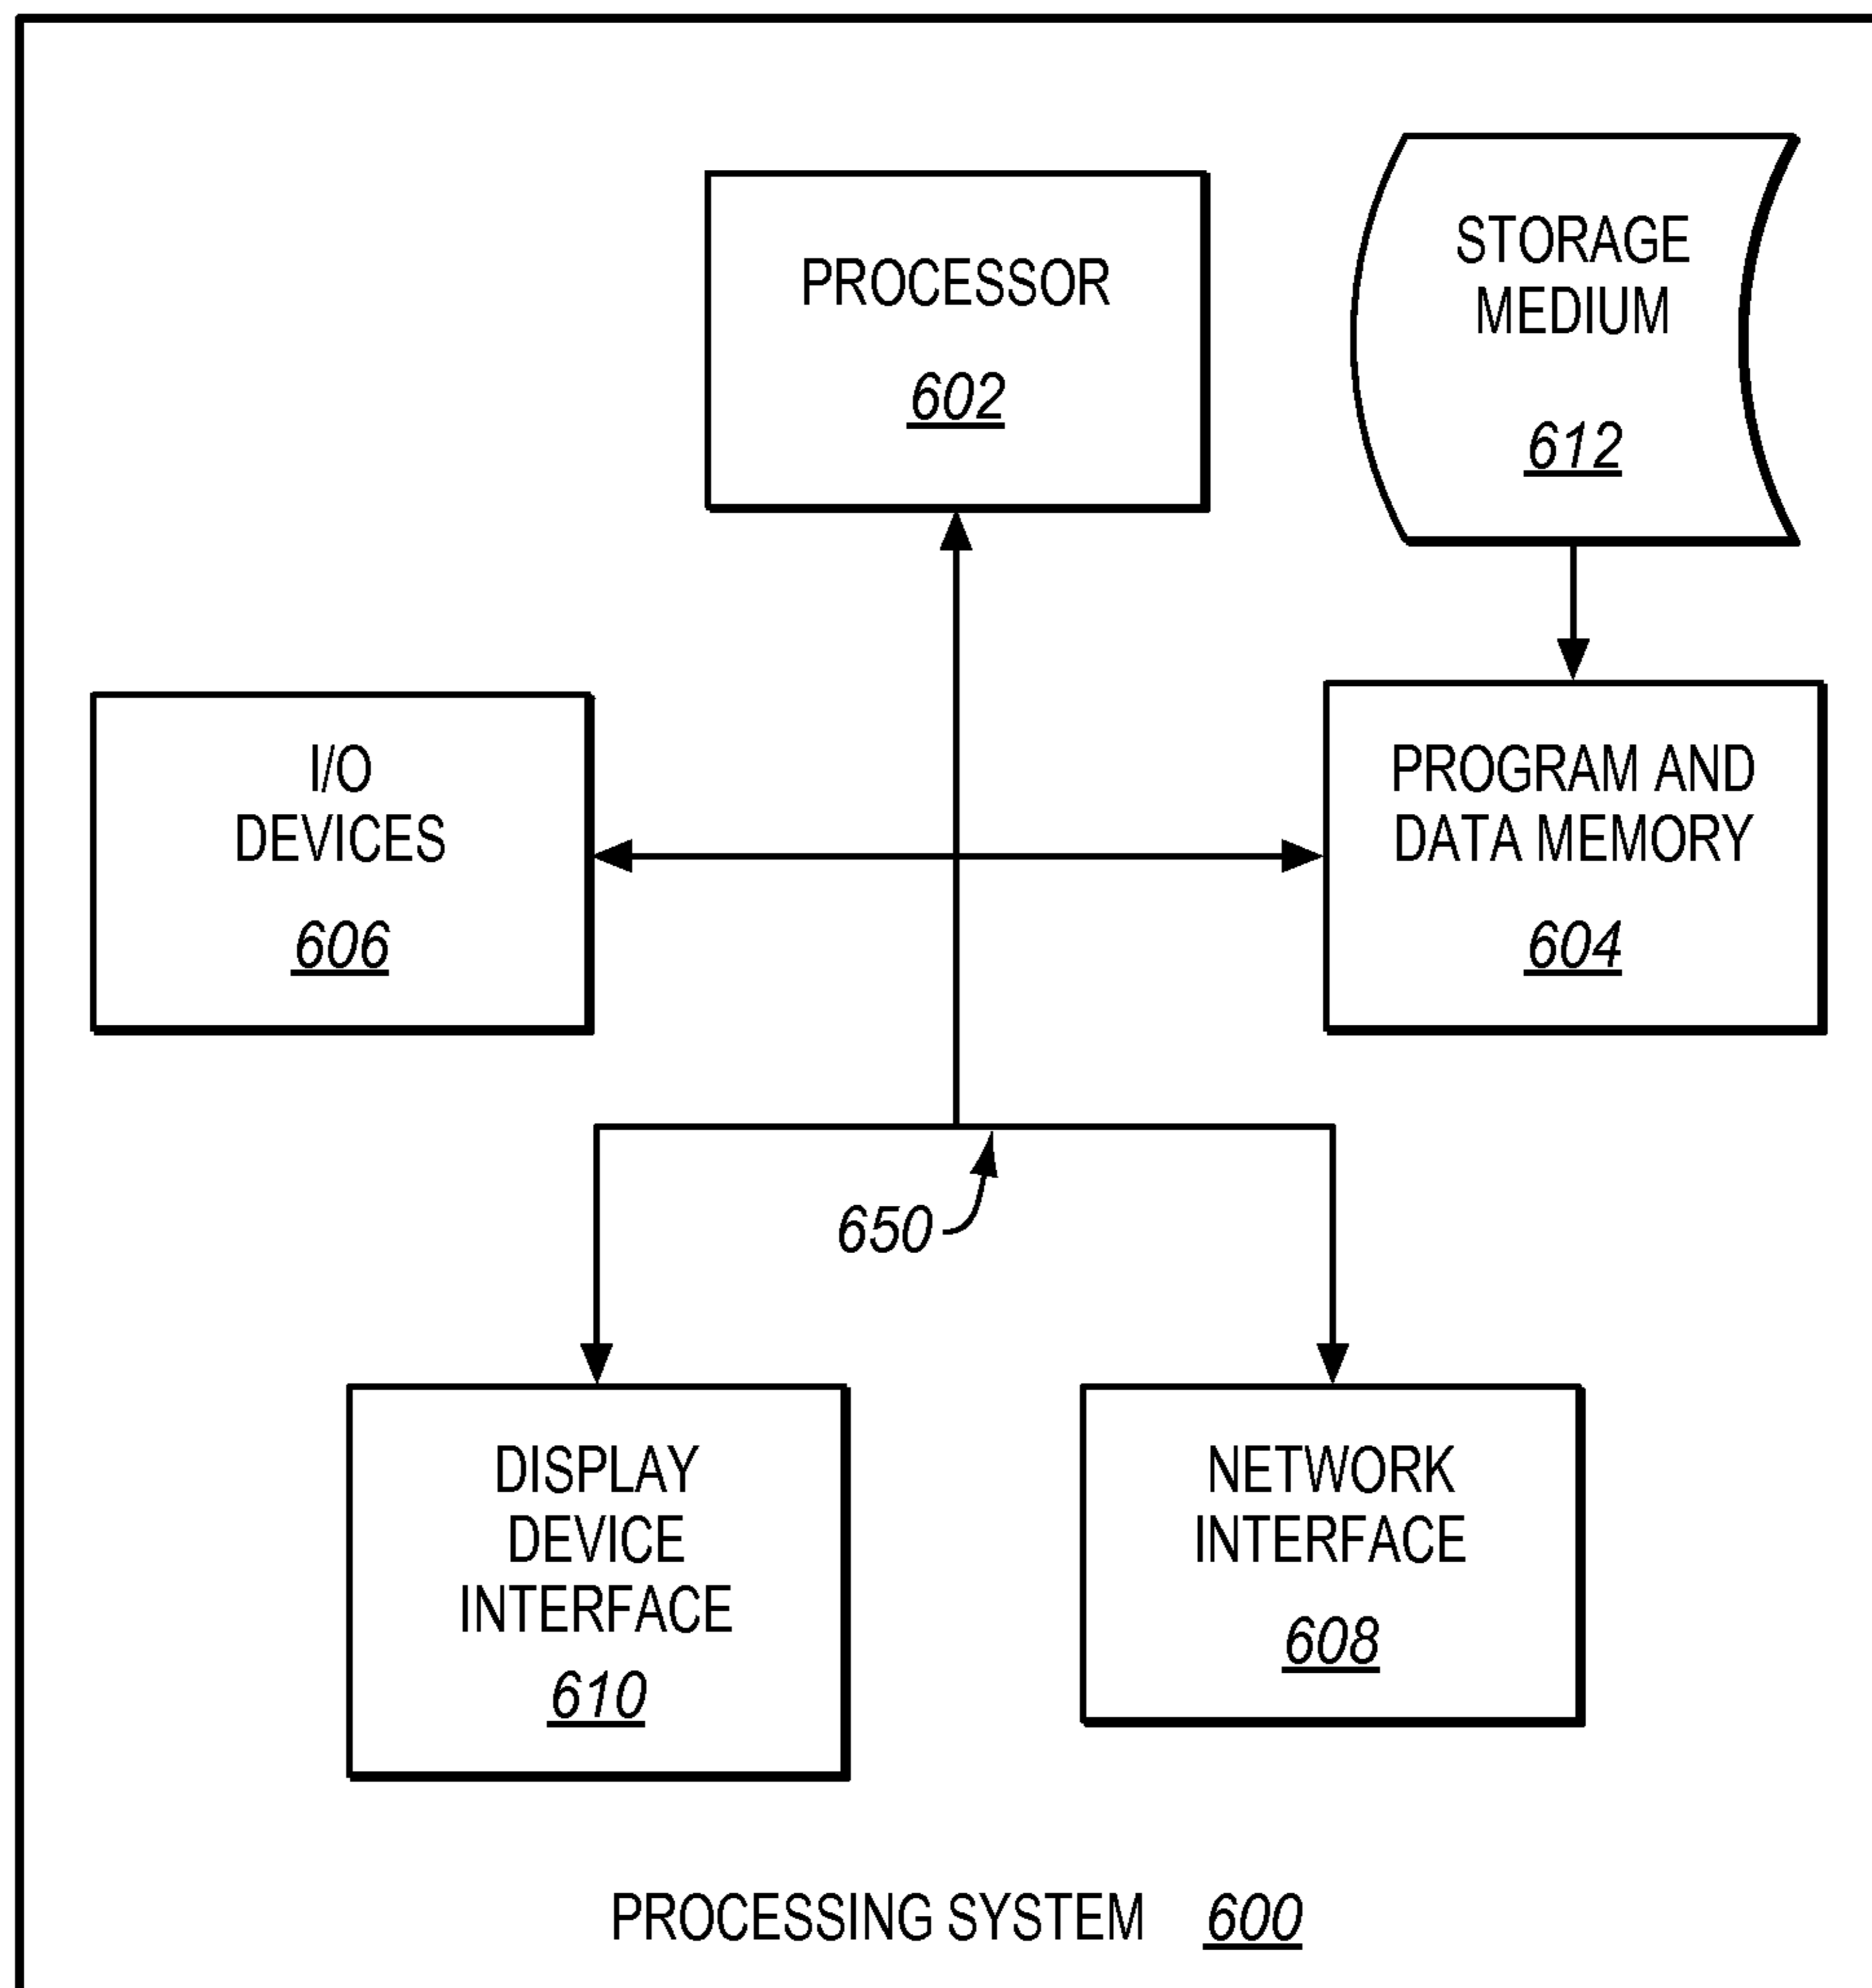 PROCESSOR
602
STORAGE
MEDIUM
612
I/O
DEVICES
606
PROGRAM AND
DATA MEMORY
604
650
DISPLAY
DEVICE
INTERFACE
610
NETWORK
INTERFACE
608
PROCESSING SYSTEM 600